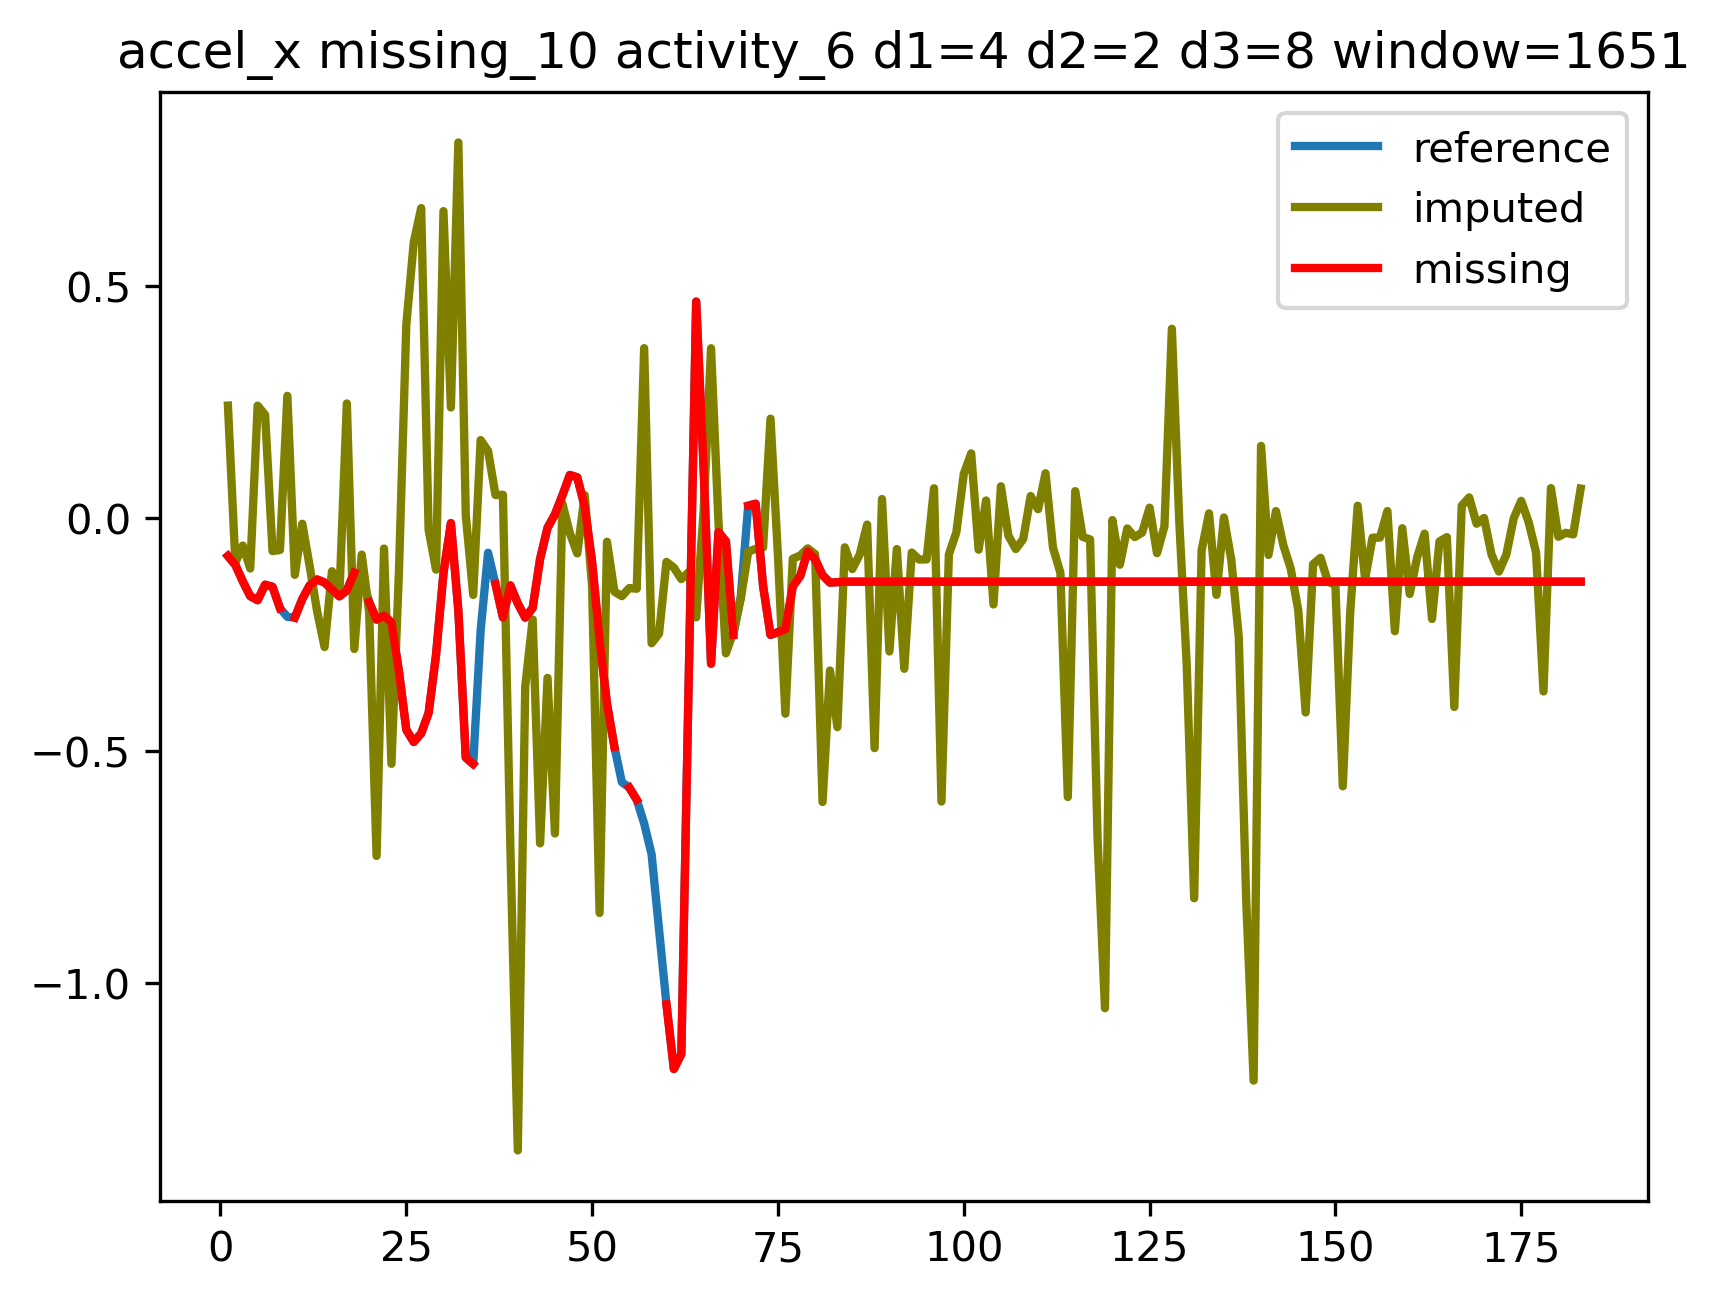 accel_x missing_10 activity_6 d1=4 d2=2 d3=8 window=1651
reference
imputed
missing
0.5
0.0
−0.5
−1.0
0 25 50 75 100 125 150 175